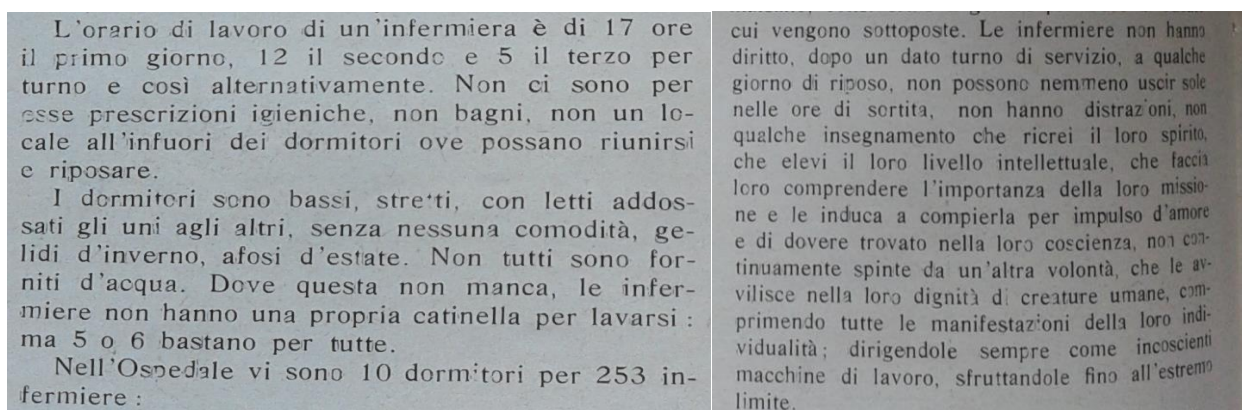 L'orario di lavoro di un'infermiera è di 17 ore
il primo giorno, 12 il secondo e 5 il terzo per
turno e così alternativamente. Non ci sono per
esse prescrizioni igieniche, non bagni, non un lo-
cale all'infuori dei dormitori ove possano riunirsi
e riposare.
I dormitori sono bassi, stretti, con letti addos-
sati gli uni agli altri, senza nessuna comodità, ge-
lidi d'inverno, afosi d'estate. Non tutti sono for-
niti d'acqua. Dove questa non manca, le infer-
miere non hanno una propria catinella per lavarsi :
ma 5 o 6 bastano per tutte.
Nell'Ospedale vi sono 10 dormitori per 253 in-
fermiere :
cui vengono sottoposte. Le infermiere non hanno
diritto, dopo un dato turno di servizio, a qualche
giorno di riposo, non possono nemmeno uscir sole
nelle ore di sortita, non hanno distrazioni, non
qualche insegnamento che ricrei il loro spirito,
che elevi il loro livello intellettuale, che faccia
loro comprendere l'importanza della loro missio-
ne e le induca a compierla per impulso d'amore
e di dovere trovato nella loro coscienza, non con-
tinuamente spinte da un'altra volontà, che le av-
vilisce nella loro dignità di creature umane, com-
primendo tutte le manifestazioni della loro indi-
vidualità ; dirigendole sempre come incoscienti
macchine di lavoro, sfruttandole fino all'estremo
limite.